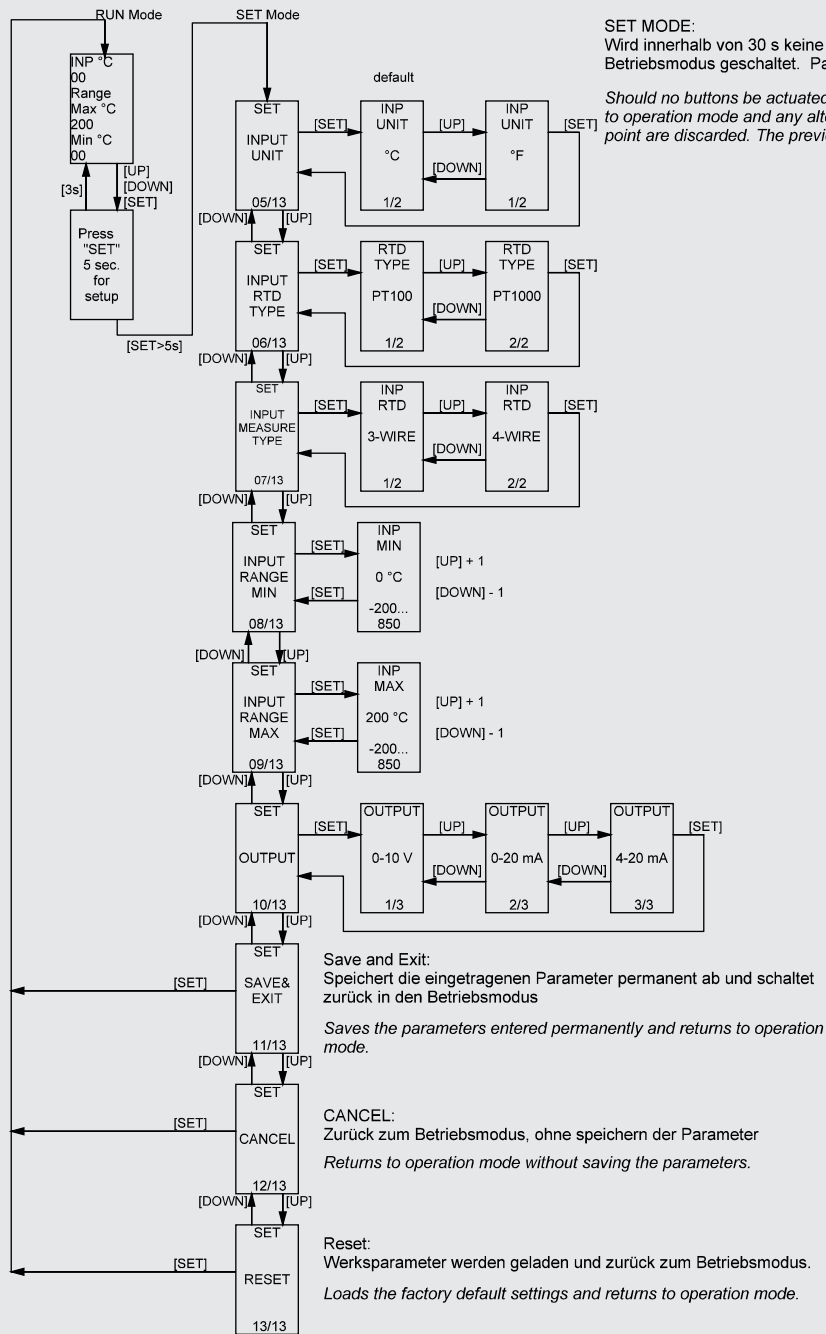 RUN Mode
SET Mode
SET MODE:
Wird innerhalb von 30 s keine
Betriebsmodus geschaltet. Pa
Should no buttons be actuated
to operation mode and any alt
point are discarded. The previ
INP °C
00
Range
Max °C
200
Min °C
00
[3s]
[UP]
[DOWN]
[SET]
Press
"SET"
5 sec.
for
setup
[SET>5s]
default
SET
INPUT
UNIT
05/13
[SET]
INP
UNIT
°C
1/2
[UP]
[DOWN]
INP
UNIT
°F
1/2
[SET]
[DOWN]
[UP]
SET
INPUT
RTD
TYPE
06/13
[SET]
RTD
TYPE
PT100
1/2
[UP]
[DOWN]
RTD
TYPE
PT1000
2/2
[SET]
[DOWN]
[UP]
SET
INPUT
MEASURE
TYPE
07/13
[SET]
INP
RTD
3-WIRE
1/2
[UP]
[DOWN]
INP
RTD
4-WIRE
2/2
[SET]
[DOWN]
[UP]
SET
INPUT
RANGE
MIN
08/13
[SET]
[SET]
INP
MIN
0 °C
-200...
850
[UP] + 1
[DOWN] - 1
[DOWN]
[UP]
SET
INPUT
RANGE
MAX
09/13
[SET]
[SET]
INP
MAX
200 °C
-200...
850
[UP] + 1
[DOWN] - 1
[DOWN]
[UP]
SET
OUTPUT
10/13
[SET]
OUTPUT
0-10 V
1/3
[UP]
[DOWN]
OUTPUT
0-20 mA
2/3
[UP]
[DOWN]
OUTPUT
4-20 mA
3/3
[SET]
[DOWN]
[UP]
SET
SAVE&
EXIT
11/13
[SET]
Save and Exit:
Speichert die eingetragenen Parameter permanent ab und schaltet
zurück in den Betriebsmodus
Saves the parameters entered permanently and returns to operation
mode.
[DOWN]
[UP]
SET
CANCEL
12/13
[SET]
CANCEL:
Zurück zum Betriebsmodus, ohne speichern der Parameter
Returns to operation mode without saving the parameters.
[DOWN]
[UP]
SET
RESET
13/13
[SET]
Reset:
Werksparameter werden geladen und zurück zum Betriebsmodus.
Loads the factory default settings and returns to operation mode.